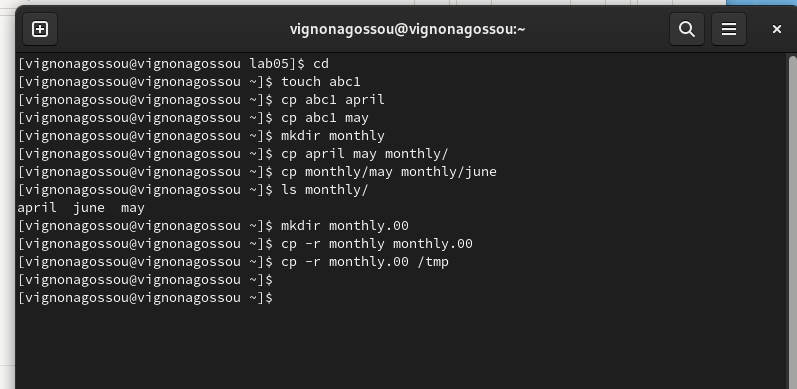 vignonagossou@vignonagossou:~
[vignonagossou@vignonagossou lab05]$ cd
[vignonagossou@vignonagossou ~]$ touch abc1
[vignonagossou@vignonagossou ~]$ cp abc1 april
[vignonagossou@vignonagossou ~]$ cp abc1 may
[vignonagossou@vignonagossou ~]$ mkdir monthly
[vignonagossou@vignonagossou ~]$ cp april may monthly/
[vignonagossou@vignonagossou ~]$ cp monthly/may monthly/june
[vignonagossou@vignonagossou ~]$ ls monthly/
april  june  may
[vignonagossou@vignonagossou ~]$ mkdir monthly.00
[vignonagossou@vignonagossou ~]$ cp -r monthly monthly.00
[vignonagossou@vignonagossou ~]$ cp -r monthly.00 /tmp
[vignonagossou@vignonagossou ~]$
[vignonagossou@vignonagossou ~]$